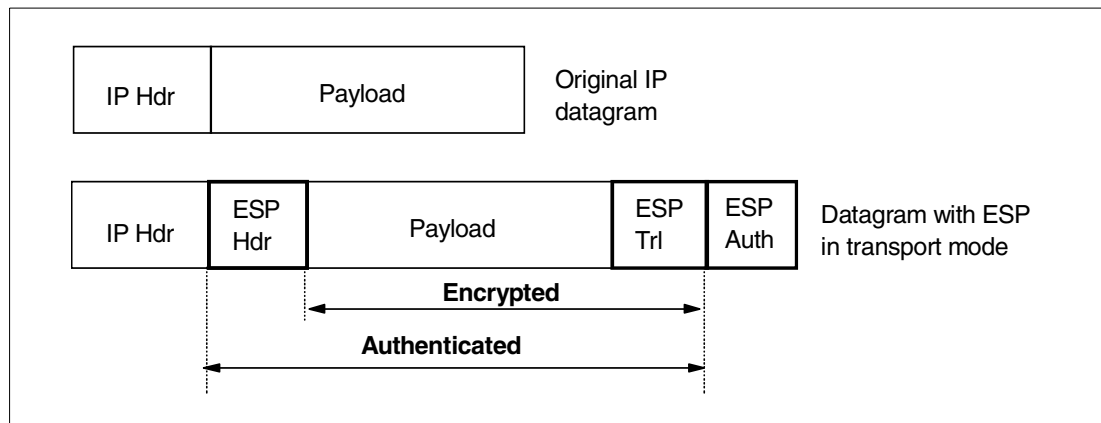 IP Hdr
Payload
Original IP
datagram
IP Hdr
ESP
Hdr
Payload
ESP
Trl
ESP
Auth
Datagram with ESP
in transport mode
Encrypted
Authenticated